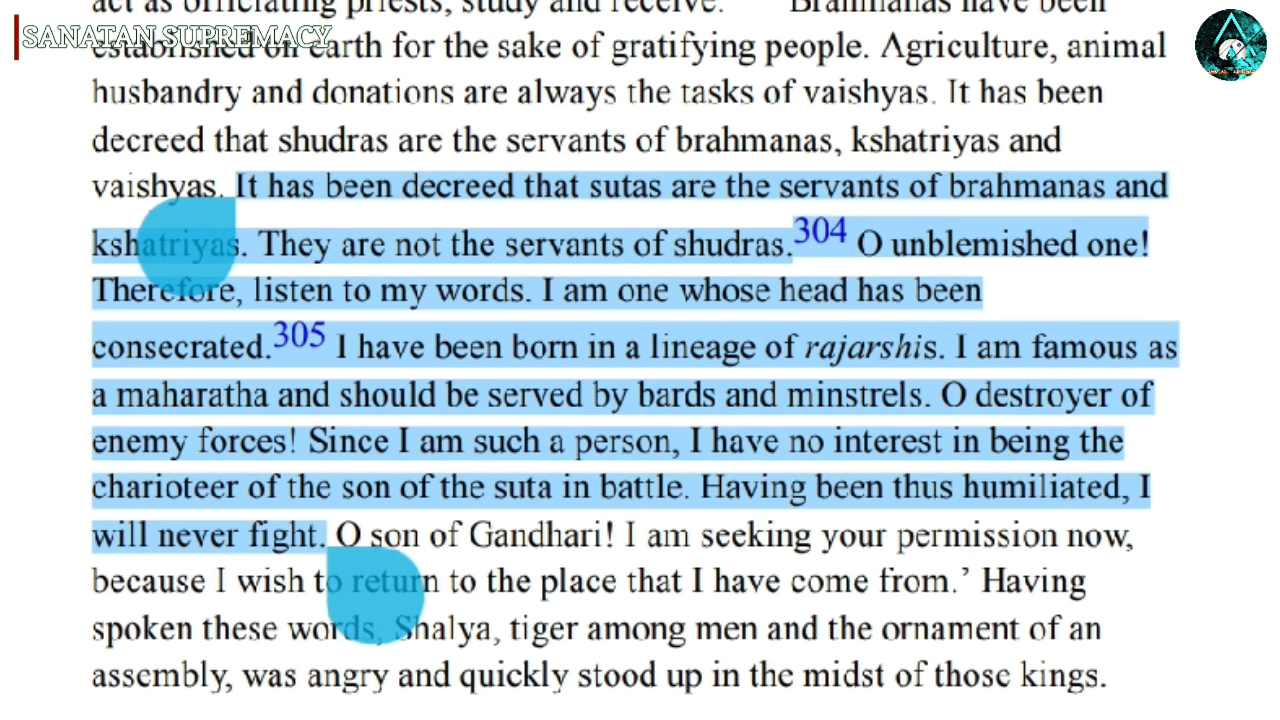 act as officiating priests, study and receive. Brahmanas have been
SANATAN SUPREMACY
established on earth for the sake of gratifying people. Agriculture, animal
husbandry and donations are always the tasks of vaishyas. It has been
decreed that shudras are the servants of brahmanas, kshatriyas and
vaishyas. It has been decreed that sutas are the servants of brahmanas and
kshatriyas. They are not the servants of shudras.304 O unblemished one!
Therefore, listen to my words. I am one whose head has been
consecrated.305 I have been born in a lineage of rajarshis. I am famous as
a maharatha and should be served by bards and minstrels. O destroyer of
enemy forces! Since I am such a person, I have no interest in being the
charioteer of the son of the suta in battle. Having been thus humiliated, I
will never fight. O son of Gandhari! I am seeking your permission now,
because I wish to return to the place that I have come from.’ Having
spoken these words, Shalya, tiger among men and the ornament of an
assembly, was angry and quickly stood up in the midst of those kings.